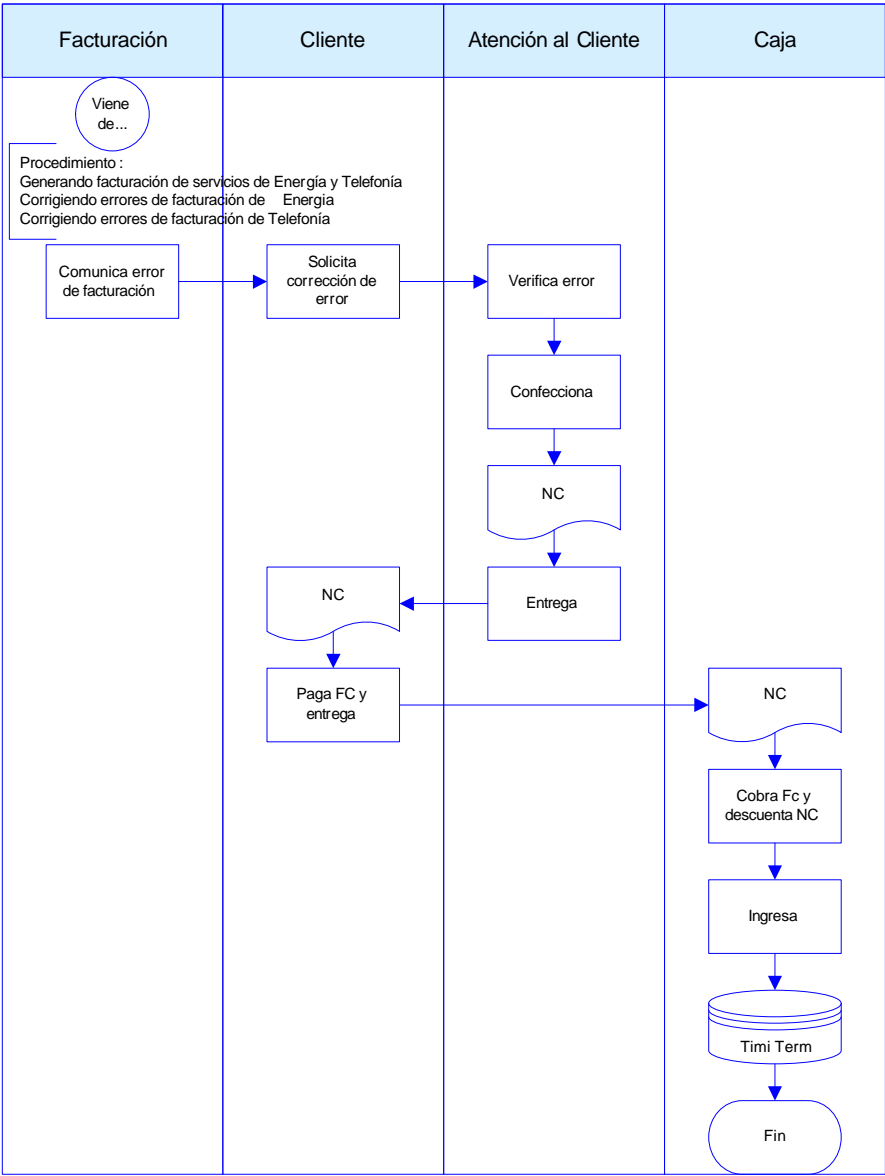 Facturación
Cliente
Atención al Cliente
Caja
Viene
de...
Procedimiento :
Generando facturación de servicios de Energía y Telefonía
Corrigiendo errores de facturación de Energia
Corrigiendo errores de facturación de Telefonía
Comunica error
de facturación
Solicita
corrección de
error
Verifica error
Confecciona
NC
Entrega
NC
Paga FC y
entrega
NC
Cobra Fc y
descuenta NC
Ingresa
Timi Term
Fin